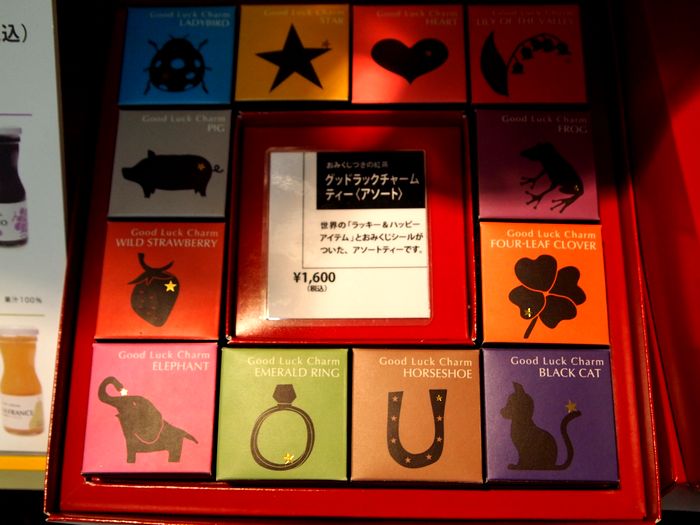 込)
Good Luck Charm
LADYBIRD
Good Luck Charm
STAR
Good Luck Charm
HEART
Good Luck Charm
LILY OF THE VALLEY
Good Luck Charm
PIG
おみくじつきの紅茶
グッドラックチャーム
ティー〈アソート〉
世界の「ラッキー&ハッピー
アイテム」とおみくじシールが
ついた、アソートティーです。
¥1,600
(税込)
Good Luck Charm
FROG
Good Luck Charm
WILD STRAWBERRY
Good Luck Charm
FOUR-LEAF CLOVER
果汁100%
Good Luck Charm
ELEPHANT
Good Luck Charm
EMERALD RING
Good Luck Charm
HORSESHOE
Good Luck Charm
BLACK CAT